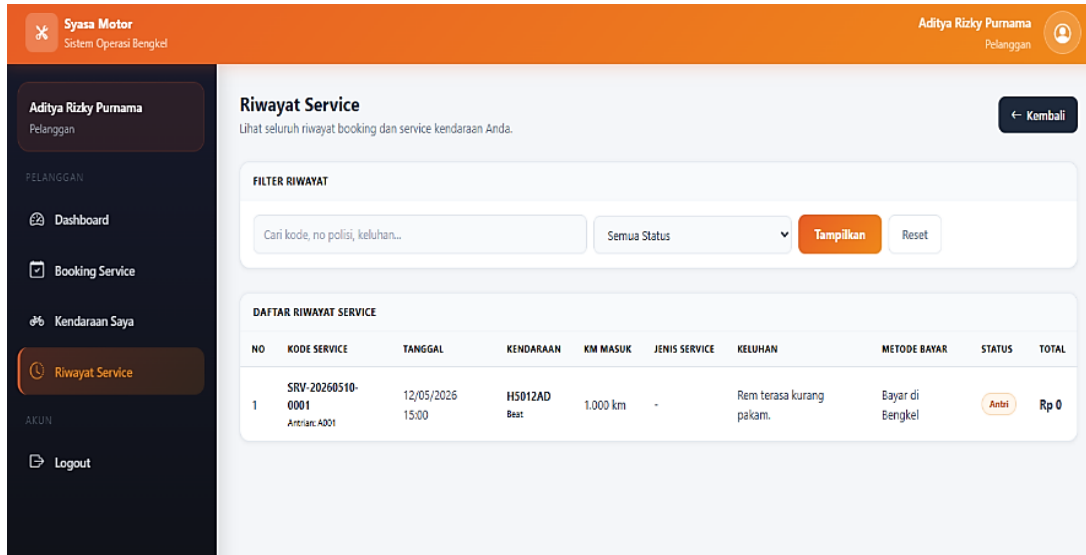 Syasa Motor
Sistem Operasi Bengkel
Aditya Rizky Purnama
Pelanggan
Aditya Rizky Purnama
Pelanggan
PELANGGAN
Dashboard
Booking Service
Kendaraan Saya
Riwayat Service
AKUN
Logout
Riwayat Service
Lihat seluruh riwayat booking dan service kendaraan Anda.
← Kembali
FILTER RIWAYAT
Cari kode, no polisi, keluhan...
Semua Status
Tampilkan
Reset
DAFTAR RIWAYAT SERVICE
NO KODE SERVICE TANGGAL KENDARAAN KM MASUK JENIS SERVICE KELUHAN METODE BAYAR STATUS TOTAL
1
SRV-20260510-
0001
Antrian: A001
12/05/2026
15:00
H5012AD
Beat
1.000 km
-
Rem terasa kurang
pakam.
Bayar di
Bengkel
Antri
Rp 0